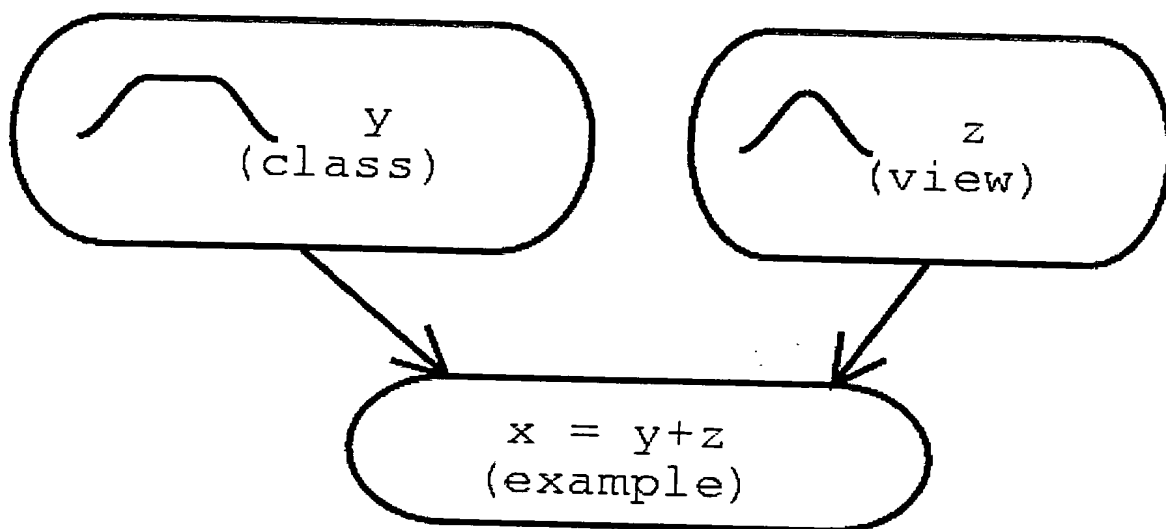 y
(class)
z
(view)
x = y+z
(example)